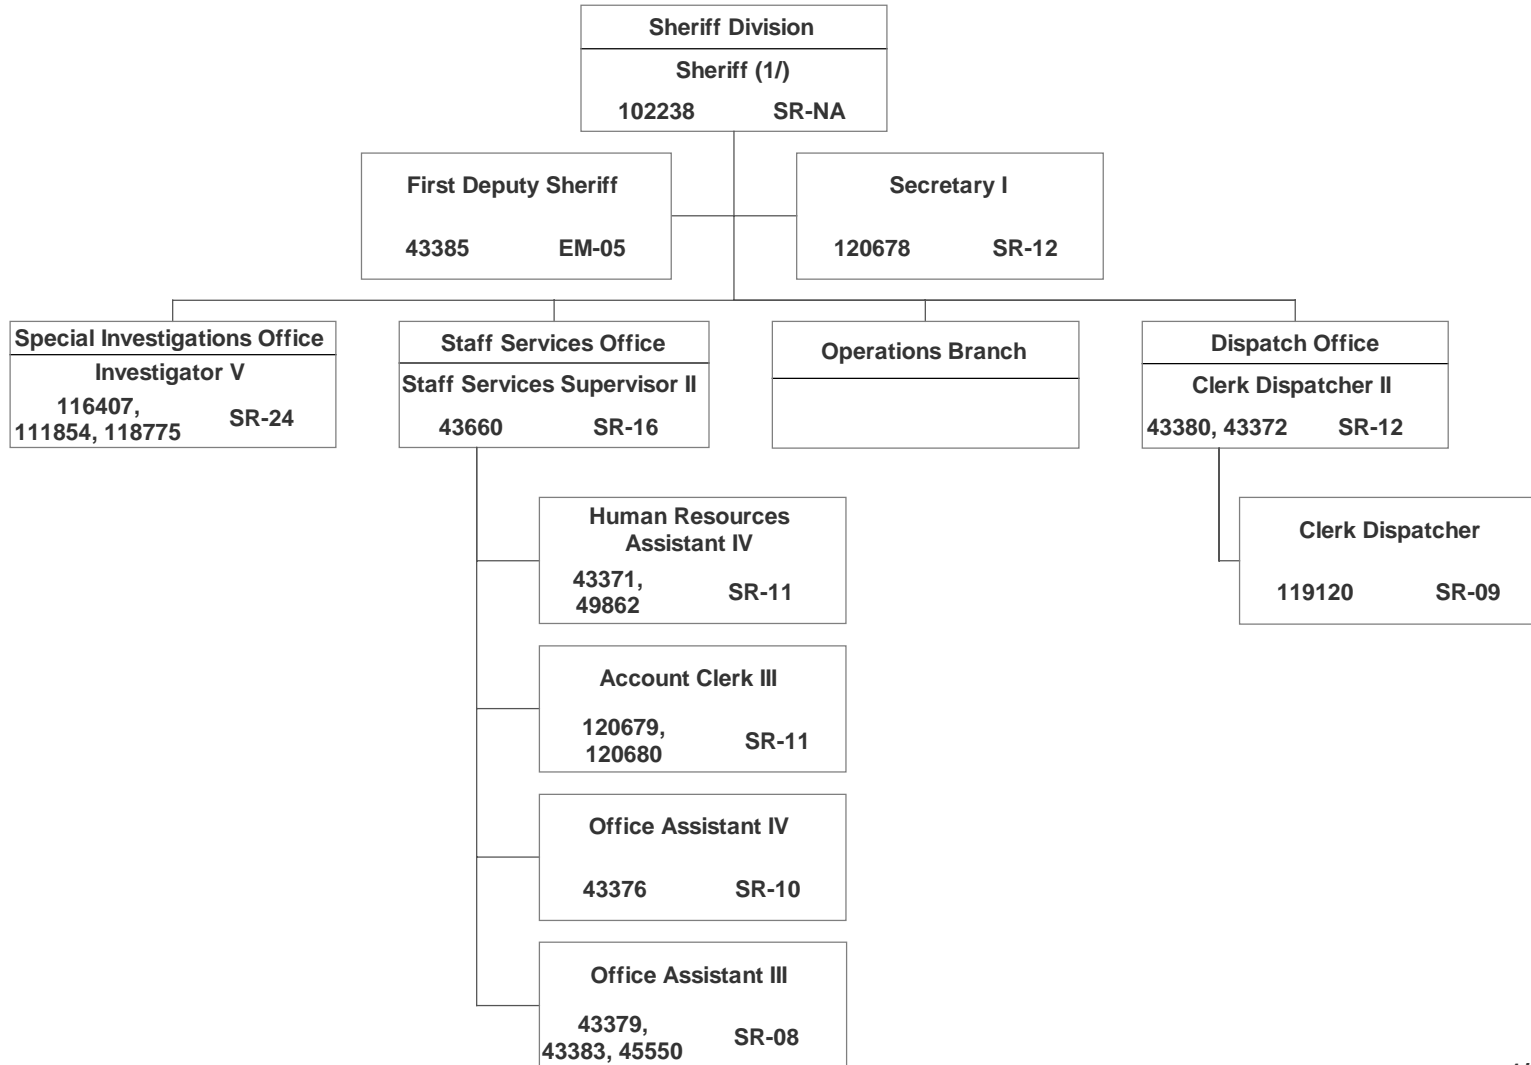 Sheriff Division
Sheriff (1/)
102238 SR-NA
First Deputy Sheriff
43385 EM-05
Secretary I
120678 SR-12
Special Investigations Office
Investigator V
116407,
111854, 118775 SR-24
Staff Services Office
Staff Services Supervisor II
43660 SR-16
Operations Branch
Dispatch Office
Clerk Dispatcher II
43380, 43372 SR-12
Human Resources
Assistant IV
43371,
49862 SR-11
Clerk Dispatcher
119120 SR-09
Account Clerk III
120679,
120680 SR-11
Office Assistant IV
43376 SR-10
Office Assistant III
43379,
43383, 45550 SR-08